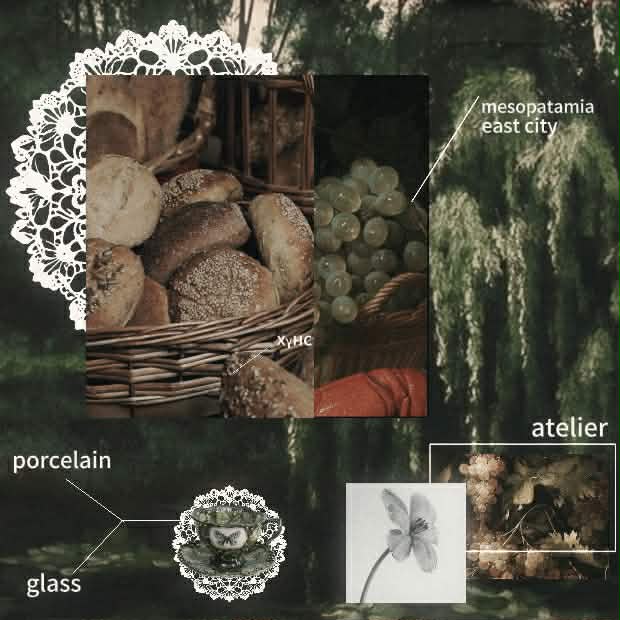 mesopatamia
east city
XYHC
atelier
porcelain
glass